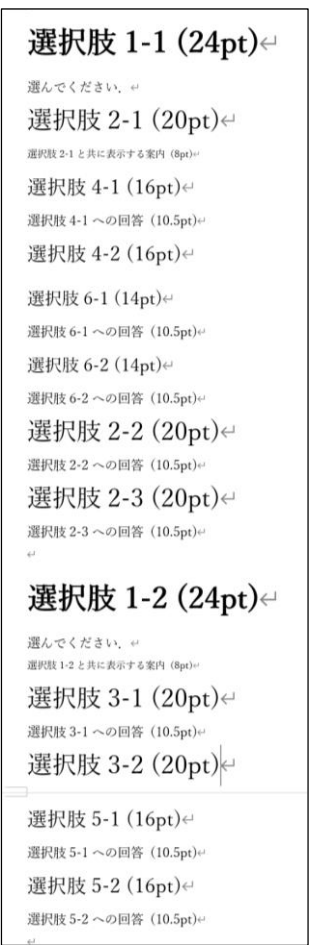 選択肢 1-1 (24pt)↵
選んでください．↵
選択肢 2-1 (20pt)↵
選択肢 2-1 と共に表示する案内（8pt)↵
選択肢 4-1 (16pt)↵
選択肢 4-1 への回答（10.5pt)↵
選択肢 4-2 (16pt)↵
選択肢 6-1 (14pt)↵
選択肢 6-1 への回答（10.5pt)↵
選択肢 6-2 (14pt)↵
選択肢 6-2 への回答（10.5pt)↵
選択肢 2-2 (20pt)↵
選択肢 2-2 への回答（10.5pt)↵
選択肢 2-3 (20pt)↵
選択肢 2-3 への回答（10.5pt)↵
↵
選択肢 1-2 (24pt)↵
選んでください．↵
選択肢 1-2 と共に表示する案内（8pt)↵
選択肢 3-1 (20pt)↵
選択肢 3-1 への回答（10.5pt)↵
選択肢 3-2 (20pt)↵
選択肢 5-1 (16pt)↵
選択肢 5-1 への回答（10.5pt)↵
選択肢 5-2 (16pt)↵
選択肢 5-2 への回答（10.5pt)↵
↵